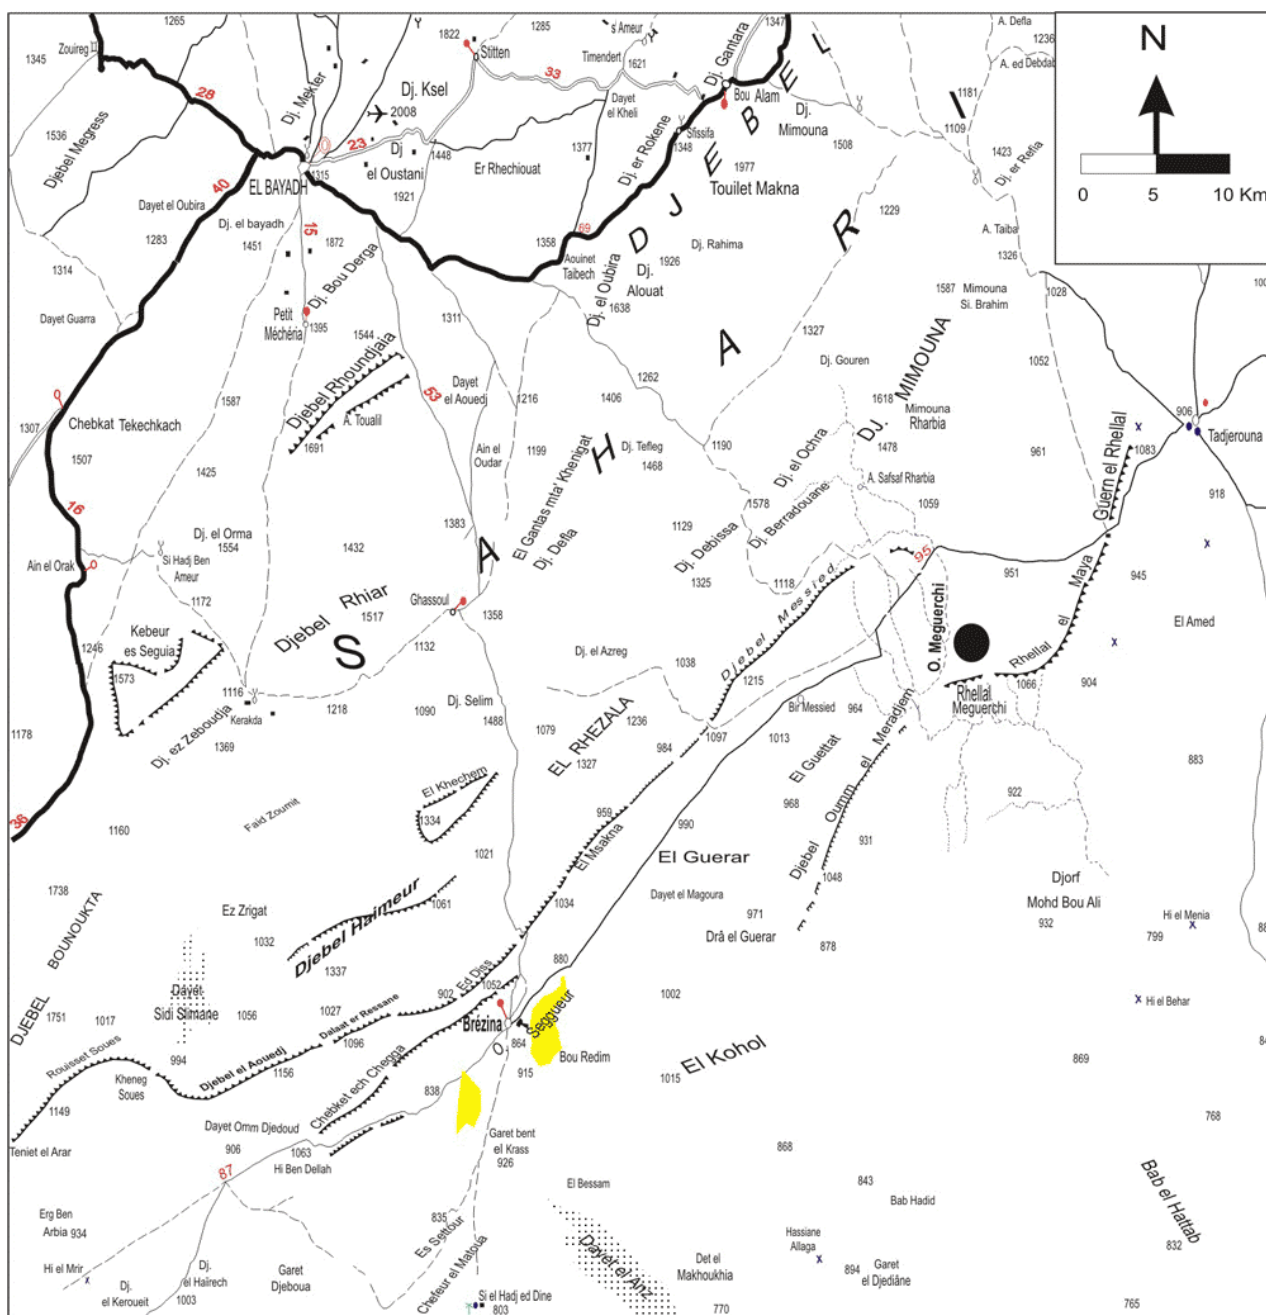 1265
1822
1285
s' Ameur
1347
A. Defla
N
Zouireg
1345
Stitten
Timendert
1621
Dj. Gantara
L
1236
A. ed Debdab
28
Dj. Mekter
Dj. Ksel
2008
33
Dayet
el Kheli
Bou Alam
E
Dj.
Mimouna
1181
1109
I
1536
Djebel Megress
23
1448
Dj
el Oustani
Er Rhechiouat
1377
Dj. er Rokene
Sfissifa
1348
B
1508
1423
Dj. er Refia
0 5 10 Km
1315
EL BAYADH
40
1921
1977
Touilet Makna
E
Dayet el Oubira
1283
Dj. el bayadh
1451
15
1872
69
1358
Aouinet
Taibech
J
D
Dj. Rahima
R
1229
A. Taiba
1326
1314
Dj. Bou Derga
Dj. el Oubira
1638
Dj.
Alouat
1926
1587
Mimouna
Si. Brahim
1028
100
Dayet Guarra
Petit
Méchéria
1395
1544
1311
1327
A
Dj. Gouren
1052
Djebel Rhoundjaia
53
Dayet
el Aouedj
1216
1262
1406
DJ. MIMOUNA
1618
Mimouna
Rharbia
1478
1307
Chebkat Tekechkach
1507
1587
A. Toualil
1691
Ain el
Oudar
1199
H
Dj. Tefleg
1468
1190
Dj. el Ochra
961
Guern el Rhellal
906
Tadjerouna
1083
1425
16
El Gantas mta' Khenigat
A. Safsaf Rharbia
1059
918
Dj. el Orma
1554
1432
1383
A
Dj. Defla
1129
1578
Dj. Debissa
Dj. Berradouane
95
Ain el Orak
Si Hadj Ben
Ameur
1172
1325
1118
951
945
Djebel Rhiar
1517
Ghassoul
1358
Djebel Messied
O. Meguerchi
Rhellal el Maya
El Amed
Kebeur
es Seguia
1246
1573
S
1132
Dj. el Azreg
1038
1215
1066
904
1116
Kerakda
1218
1090
Dj. Selim
1488
Rhellal
Meguerchi
1178
Dj. ez Zeboudja
1369
EL RHEZALA
1079
1236
1327
984
1097
Bir Messied
1013
964
El Guettat
Djebel Oumm el Meradjem
883
El Khechem
1334
959
968
922
36
1160
Faid Zoumit
1021
El Msakna
990
El Guerar
931
1048
1738
DJEBEL BOUNOUKTA
Ez Zrigat
1032
Djebel Haimeur
1061
1034
Dayet el Magoura
971
Drâ el Guerar
878
Djorf
Mohd Bou Ali
932
Hi el Menia
799
88
1337
Ed Diss
880
1052
902
Dayet
Sidi Slimane
1056
1027
Dalaat er Ressane
1096
Brézina
Seggueur
O.
864
915
Bou Redim
1002
El Kohol
1015
Hi el Behar
869
84
1751
1017
Rouisset Soues
994
Kheneg
Soues
Djebel el Aouedj
1156
Chebket ech Chegga
838
1149
Teniet el Arar
Dayet Omm Djedoud
906
1063
Hi Ben Dellah
Garet bent
el Krass
926
868
768
87
El Bessam
843
Bab Hadid
Bab el Hattab
Erg Ben
Arbia 934
835
Es Settour
Hassiane
Allaga
832
Hi el Mrir
Dj.
el Keroueit
Dj.
el Haïrech
1003
Garet
Djeboua
Chefeur el Matoua
Dayet el Anz
Det el
Makhoukhia
770
894
Garet
el Djediâne
765
Si el Hadj ed Dine
803